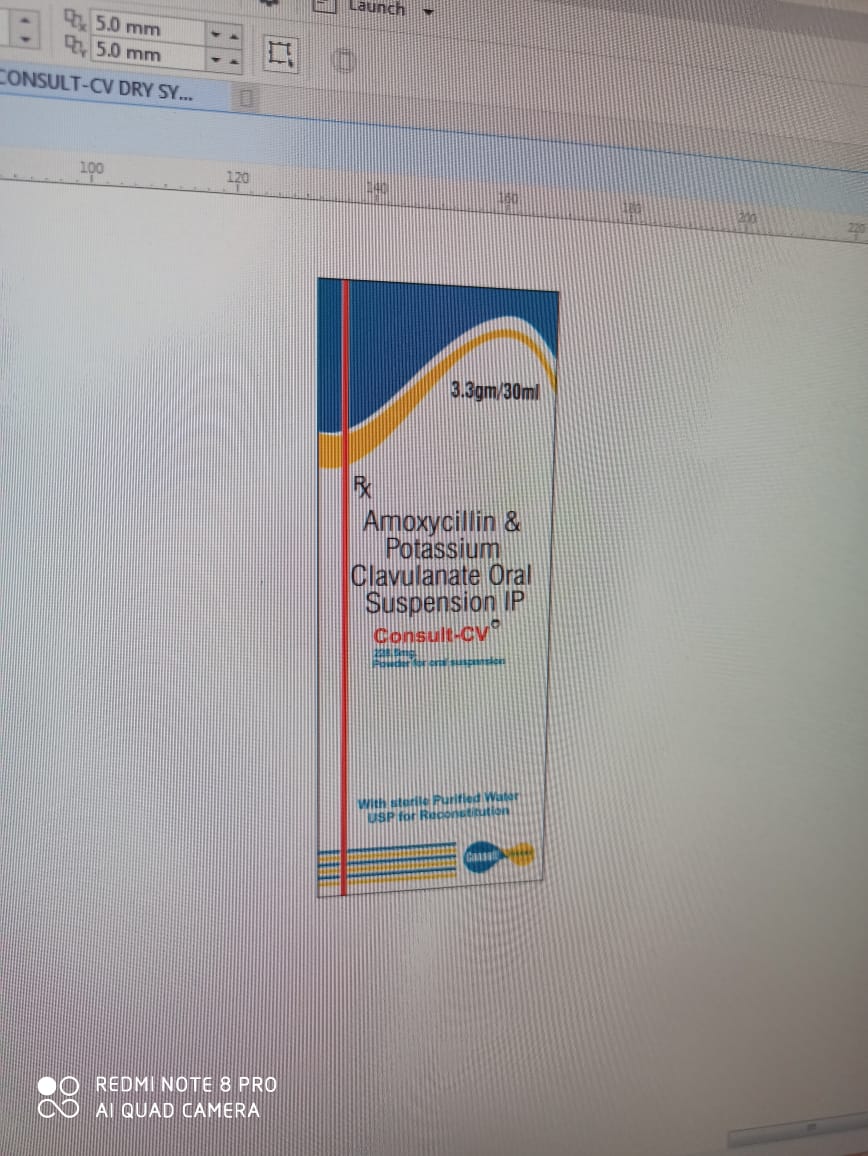 Launch
5.0 mm
5.0 mm
CONSULT-CV DRY SY...
100 120 140 160 180 200 220
3.3gm/30ml
Rx
Amoxycillin &
Potassium
Clavulanate Oral
Suspension IP
Consult-CV
228.5mg
Powder for oral suspension
With sterile Purified Water
USP for Reconstitution
Consult
REDMI NOTE 8 PRO
AI QUAD CAMERA